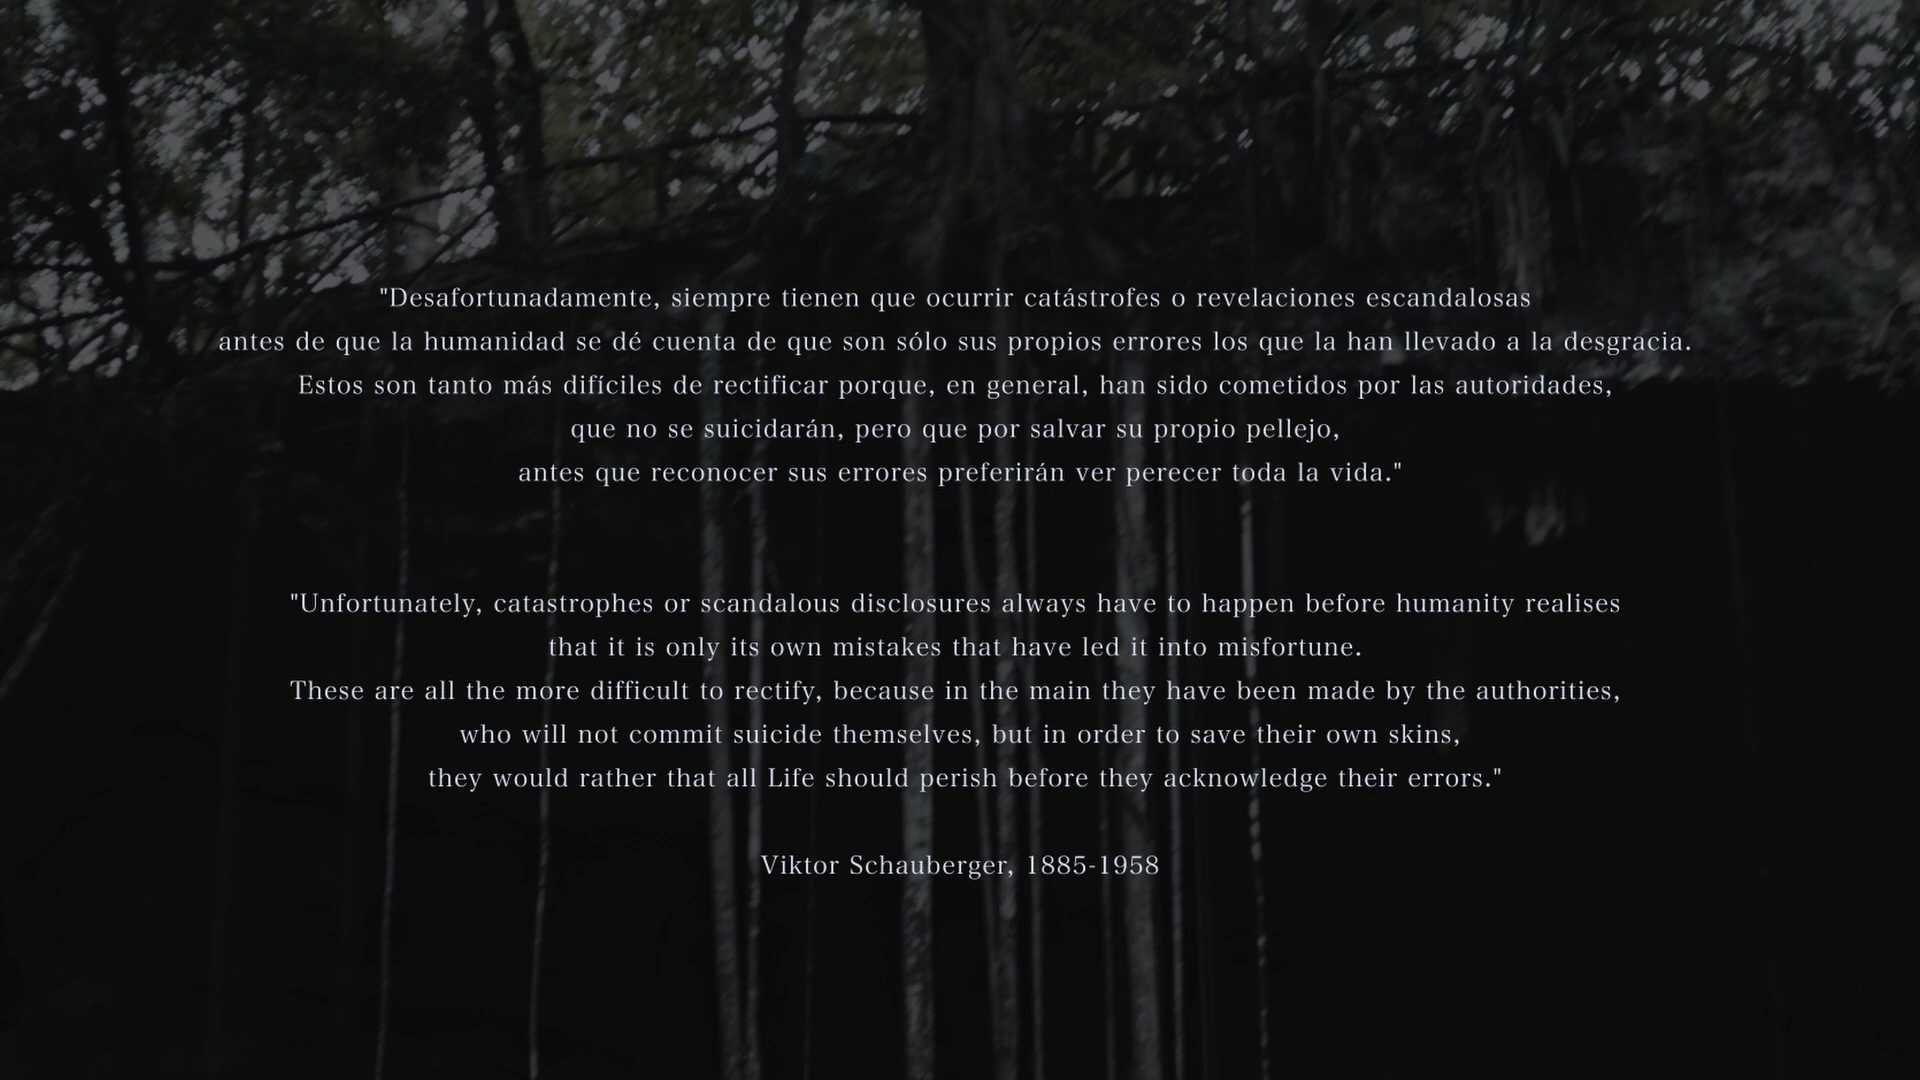 "Desafortunadamente, siempre tienen que ocurrir catástrofes o revelaciones escandalosas
antes de que la humanidad se dé cuenta de que son sólo sus propios errores los que la han llevado a la desgracia.
Estos son tanto más difíciles de rectificar porque, en general, han sido cometidos por las autoridades,
que no se suicidarán, pero que por salvar su propio pellejo,
antes que reconocer sus errores preferirán ver perecer toda la vida."
"Unfortunately, catastrophes or scandalous disclosures always have to happen before humanity realises
that it is only its own mistakes that have led it into misfortune.
These are all the more difficult to rectify, because in the main they have been made by the authorities,
who will not commit suicide themselves, but in order to save their own skins,
they would rather that all Life should perish before they acknowledge their errors."
Viktor Schauberger, 1885-1958